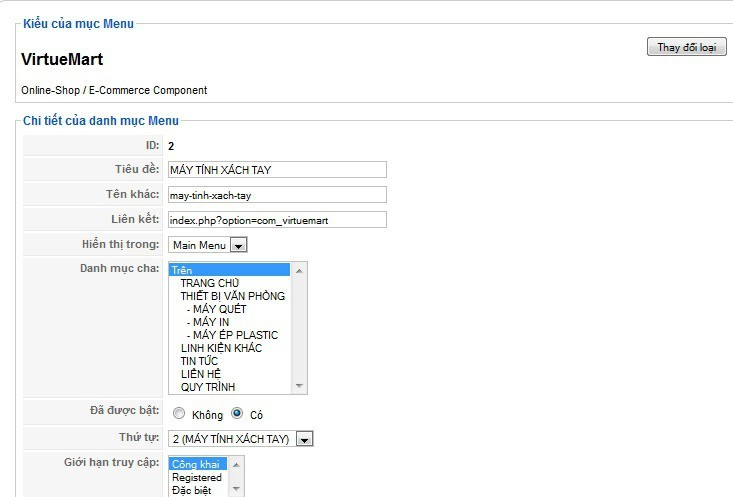 Kiểu của mục Menu
VirtueMart
Thay đổi loại
Online-Shop / E-Commerce Component
Chi tiết của danh mục Menu
ID: 2
Tiêu đề: MÁY TÍNH XÁCH TAY
Tên khác: may-tinh-xach-tay
Liên kết: index.php?option=com_virtuemart
Hiển thị trong: Main Menu
Danh mục cha: Trên
TRANG CHỦ
THIẾT BỊ VĂN PHÒNG
- MÁY QUÉT
- MÁY IN
- MÁY ÉP PLASTIC
LINH KIỆN KHÁC
TIN TỨC
LIÊN HỆ
QUY TRÌNH
Đã được bật: Không Có
Thứ tự: 2 (MÁY TÍNH XÁCH TAY)
Giới hạn truy cập: Công khai
Registered
Đặc biệt